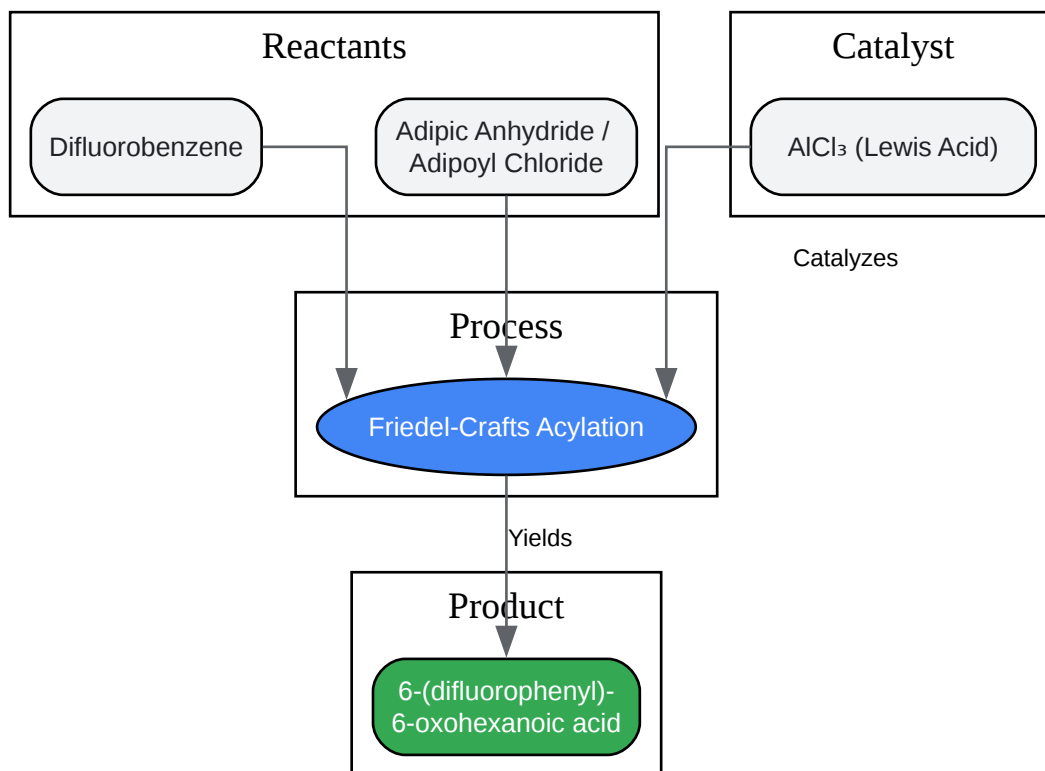 Reactants
Catalyst
Difluorobenzene
Adipic Anhydride /
Adipoyl Chloride
AlCl₃ (Lewis Acid)
Catalyzes
Process
Friedel-Crafts Acylation
Yields
Product
6-(difluorophenyl)-
6-oxohexanoic acid